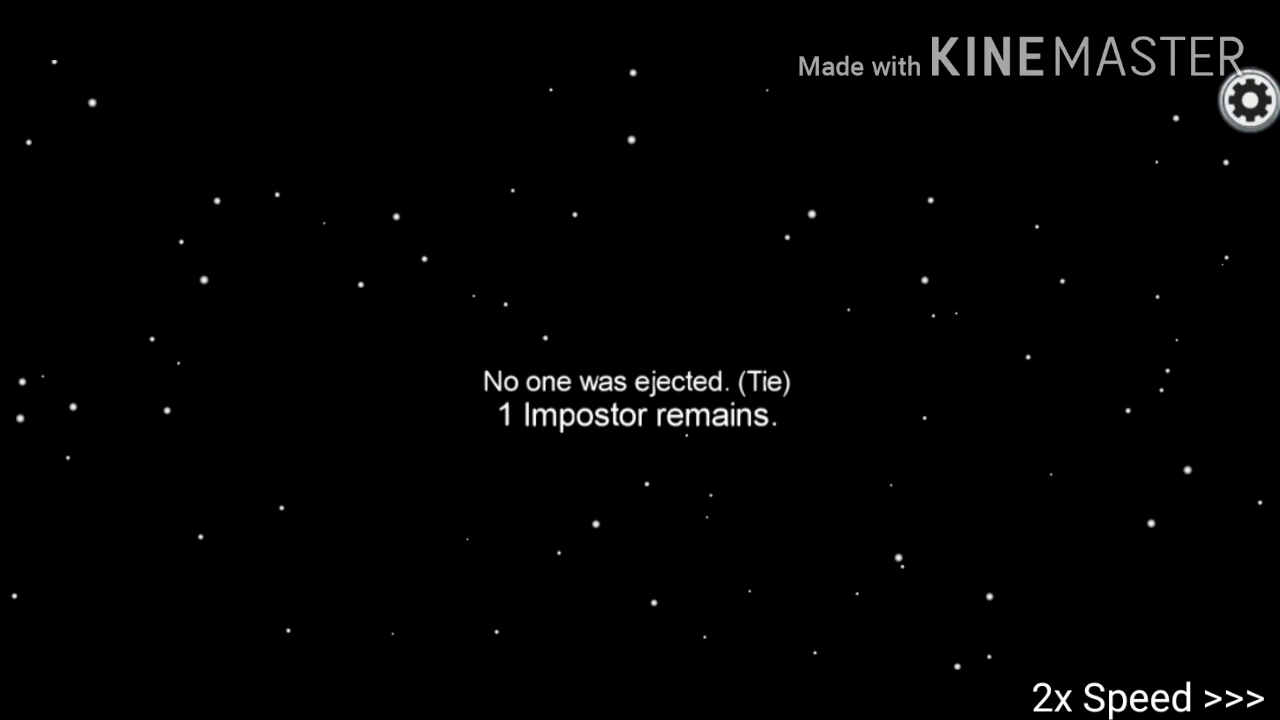 Made with KINEMASTER
No one was ejected. (Tie)
1 Impostor remains.
2x Speed >>>